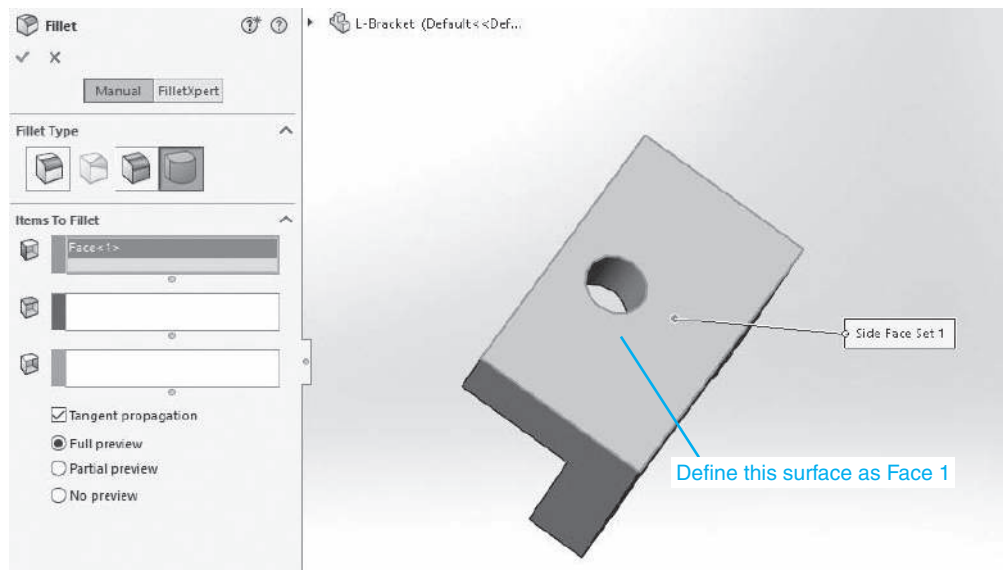 Fillet
L-Bracket (Default<<Def...
Manual FilletXpert
Fillet Type
Items To Fillet
Face<1>
Side Face Set 1
Tangent propagation
Full preview
Partial preview
No preview
Define this surface as Face 1